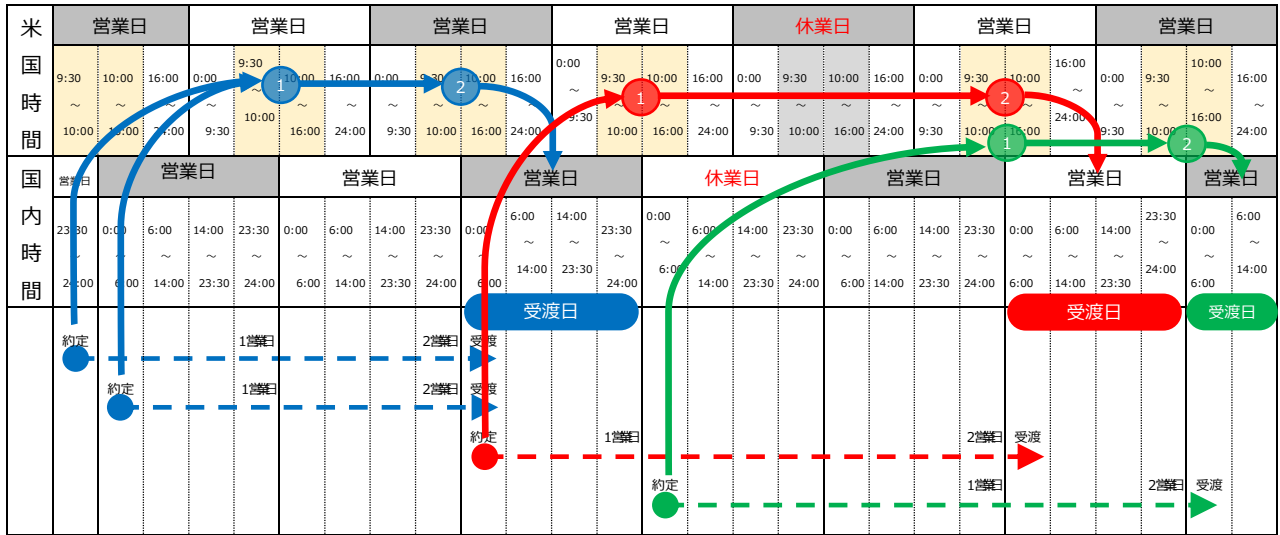 米国時間
営業日 営業日 営業日 営業日 休業日 営業日 営業日
9:30 10:00 16:00 0:00 9:30 10:00 16:00 0:00 9:30 10:00 16:00 0:00 9:30 10:00 16:00 0:00 9:30 10:00 16:00 0:00 9:30 10:00 16:00 0:00 9:30 10:00 16:00
～ ～ ～ ～ ～ ～ ～ ～ ～ ～ ～ ～ ～ ～ ～ ～ ～ ～ ～ ～ ～ ～ ～ ～ ～ ～ ～
10:00 16:00 24:00 9:30 10:00 16:00 24:00 9:30 10:00 16:00 24:00 9:30 10:00 16:00 24:00 9:30 10:00 16:00 24:00 9:30 10:00 16:00 24:00 9:30 10:00 16:00 24:00
1 2 1 2
1 2
国内時間
営業日 営業日 営業日 営業日 休業日 営業日 営業日 営業日
23:30 0:00 6:00 14:00 23:30 0:00 6:00 14:00 23:30 0:00 6:00 14:00 23:30 0:00 6:00 14:00 23:30 0:00 6:00 14:00 23:30 0:00 6:00 14:00 23:30 0:00 6:00
～ ～ ～ ～ ～ ～ ～ ～ ～ ～ ～ ～ ～ ～ ～ ～ ～ ～ ～ ～ ～ ～ ～ ～ ～ ～ ～
24:00 6:00 14:00 23:30 24:00 6:00 14:00 23:30 24:00 6:00 14:00 23:30 24:00 6:00 14:00 23:30 24:00 6:00 14:00 23:30 24:00 6:00 14:00 23:30 24:00 6:00 14:00
受渡日 受渡日 受渡日
約定 1営業日 2営業日 受渡
約定 1営業日 2営業日 受渡
約定 1営業日 2営業日 受渡
約定 1営業日 2営業日 受渡